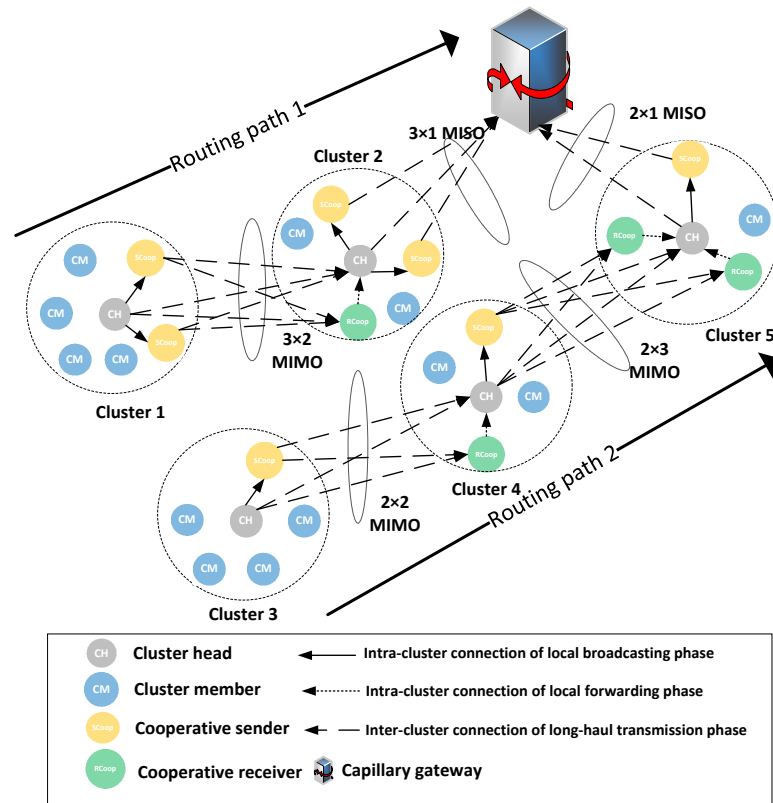 Routing path 1
3×1 MISO
2×1 MISO
Cluster 2
SCoop
SCoop
RCoop
CM
CH
CM
SCoop
CM
CH
SCoop
RCoop
CM
CM
SCoop
CM
CH
SCoop
CM
CM
Cluster 1
3×2
MIMO
RCoop
CM
SCoop
CM
CH
CM
RCoop
Cluster 4
Cluster 5
2×3
MIMO
SCoop
CM
CH
CM
CM
CM
Cluster 3
2×2
MIMO
Routing path 2
CH Cluster head
Intra-cluster connection of local broadcasting phase
CM Cluster member
Intra-cluster connection of local forwarding phase
SCoop Cooperative sender
Inter-cluster connection of long-haul transmission phase
RCoop Cooperative receiver
Capillary gateway